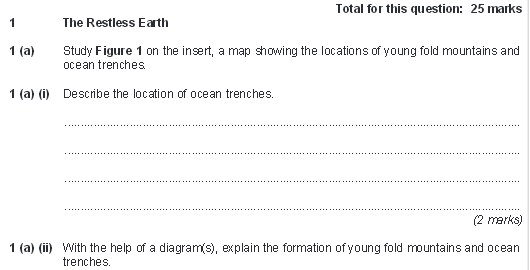 Total for this question: 25 marks
1 The Restless Earth
1 (a) Study Figure 1 on the insert, a map showing the locations of young fold mountains and
ocean trenches.
1 (a) (i) Describe the location of ocean trenches.
(2 marks)
1 (a) (ii) With the help of a diagram(s), explain the formation of young fold mountains and ocean
trenches.